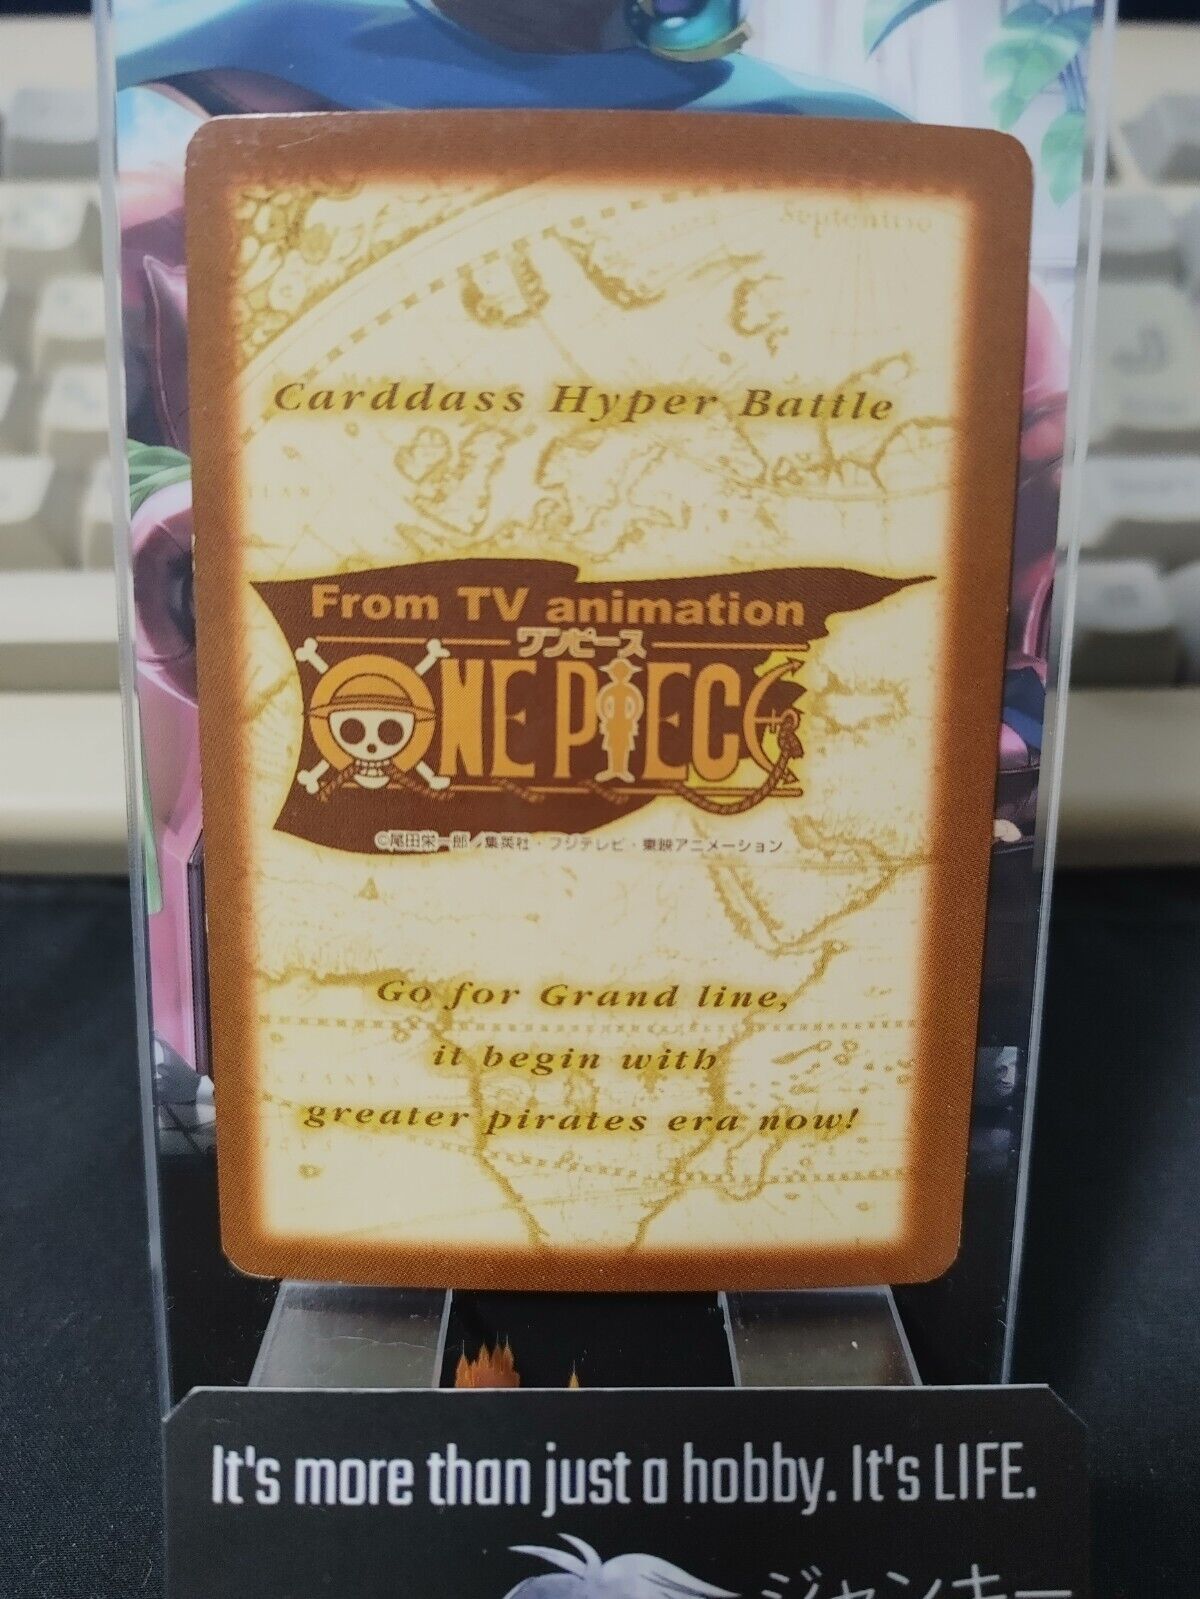 Septentrio
Carddass Hyper Battle
From TV animation
ワンピース
ONE PIECE
©尾田栄一郎／集英社・フジテレビ・東映アニメーション
Go for Grand line,
it begin with
greater pirates era now!
It's more than just a hobby. It's LIFE.
ジャンキー